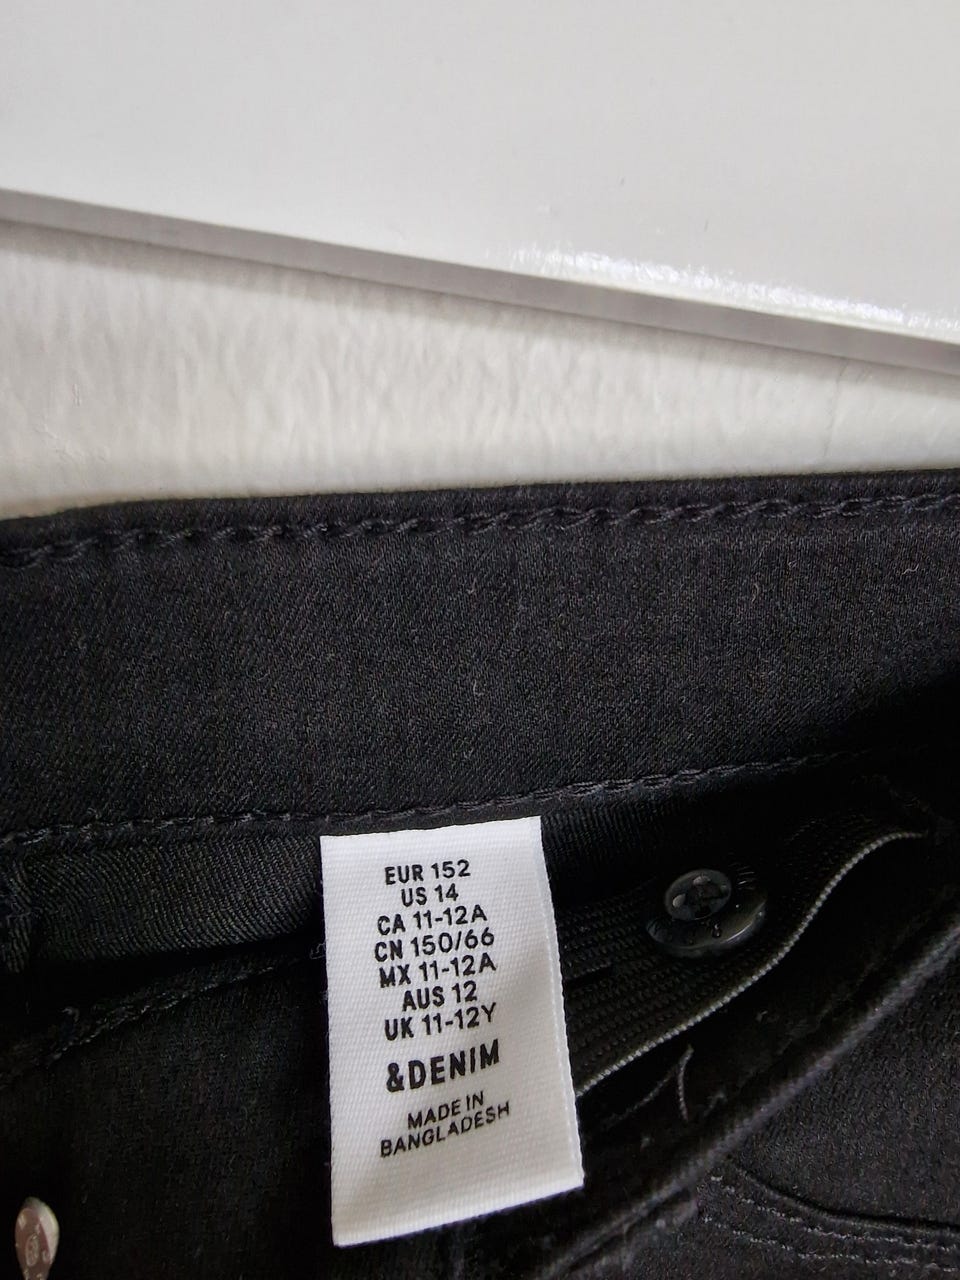 EUR 152
US 14
CA 11-12A
CN 150/66
MX 11-12A
AUS 12
UK 11-12Y
&DENIM
MADE IN
BANGLADESH